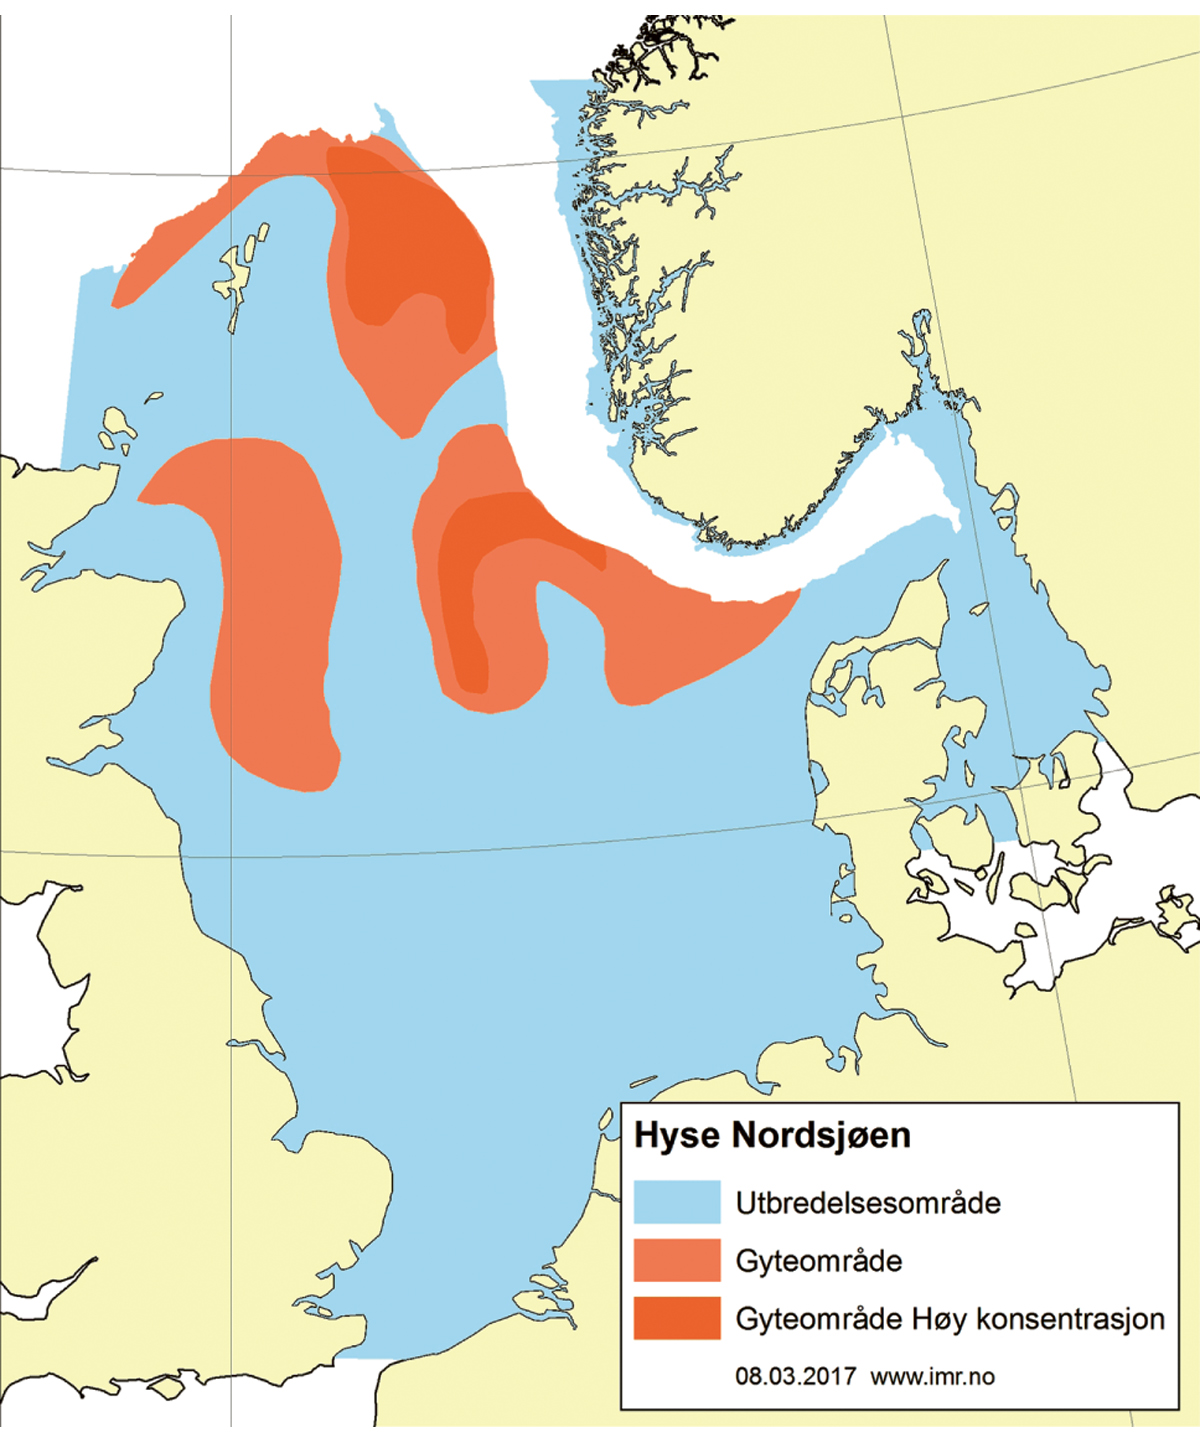 Hyse Nordsjøen
Utbredelsesområde
Gyteområde
Gyteområde Høy konsentrasjon
08.03.2017 www.imr.no